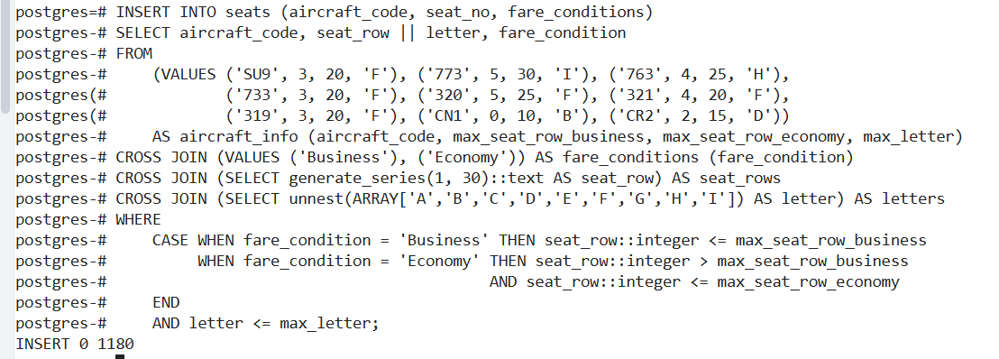 postgres=# INSERT INTO seats (aircraft_code, seat_no, fare_conditions)
postgres-# SELECT aircraft_code, seat_row || letter, fare_condition
postgres-# FROM
postgres-#     (VALUES ('SU9', 3, 20, 'F'), ('773', 5, 30, 'I'), ('763', 4, 25, 'H'),
postgres(#             ('733', 3, 20, 'F'), ('320', 5, 25, 'F'), ('321', 4, 20, 'F'),
postgres(#             ('319', 3, 20, 'F'), ('CN1', 0, 10, 'B'), ('CR2', 2, 15, 'D'))
postgres-#     AS aircraft_info (aircraft_code, max_seat_row_business, max_seat_row_economy, max_letter)
postgres-# CROSS JOIN (VALUES ('Business'), ('Economy')) AS fare_conditions (fare_condition)
postgres-# CROSS JOIN (SELECT generate_series(1, 30)::text AS seat_row) AS seat_rows
postgres-# CROSS JOIN (SELECT unnest(ARRAY['A','B','C','D','E','F','G','H','I']) AS letter) AS letters
postgres-# WHERE
postgres-#     CASE WHEN fare_condition = 'Business' THEN seat_row::integer <= max_seat_row_business
postgres-#          WHEN fare_condition = 'Economy' THEN seat_row::integer > max_seat_row_business
postgres-#                                          AND seat_row::integer <= max_seat_row_economy
postgres-#     END
postgres-#     AND letter <= max_letter;
INSERT 0 1180